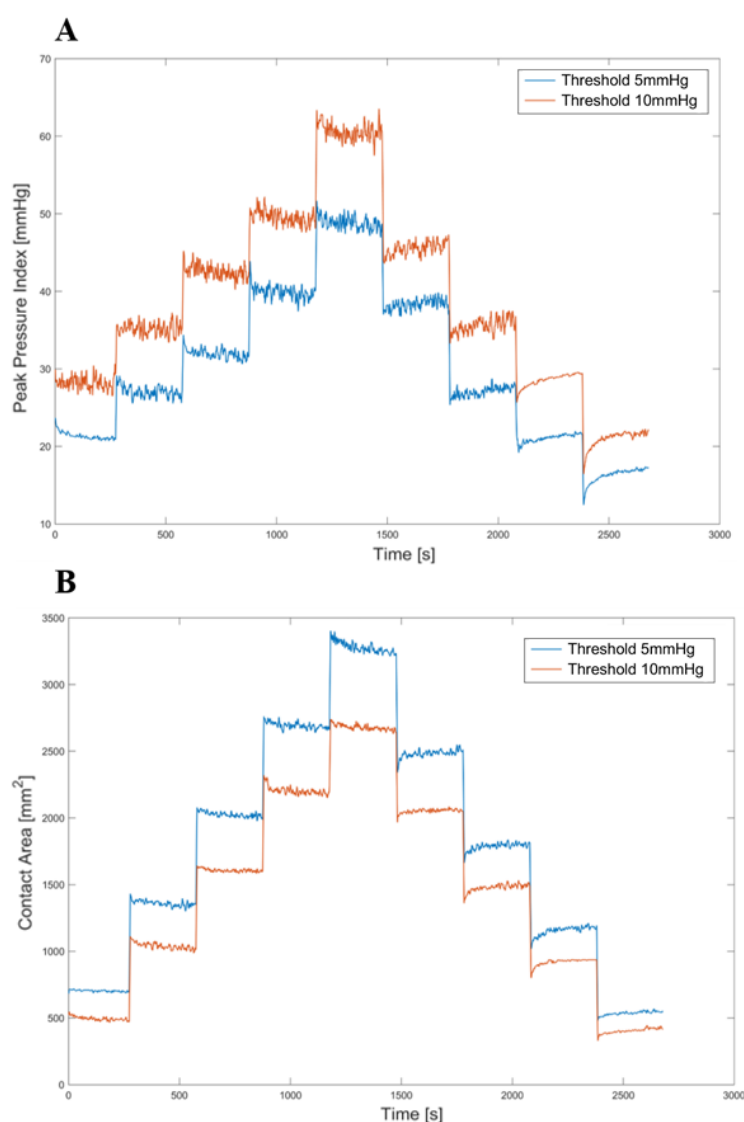 A
Peak Pressure Index [mmHg]
70
60
50
40
30
20
10
Threshold 5mmHg
Threshold 10mmHg
0 500 1000 1500 2000 2500 3000
Time [s]
B
Contact Area [mm²]
3500
3000
2500
2000
1500
1000
500
0
Threshold 5mmHg
Threshold 10mmHg
0 500 1000 1500 2000 2500 3000
Time [s]